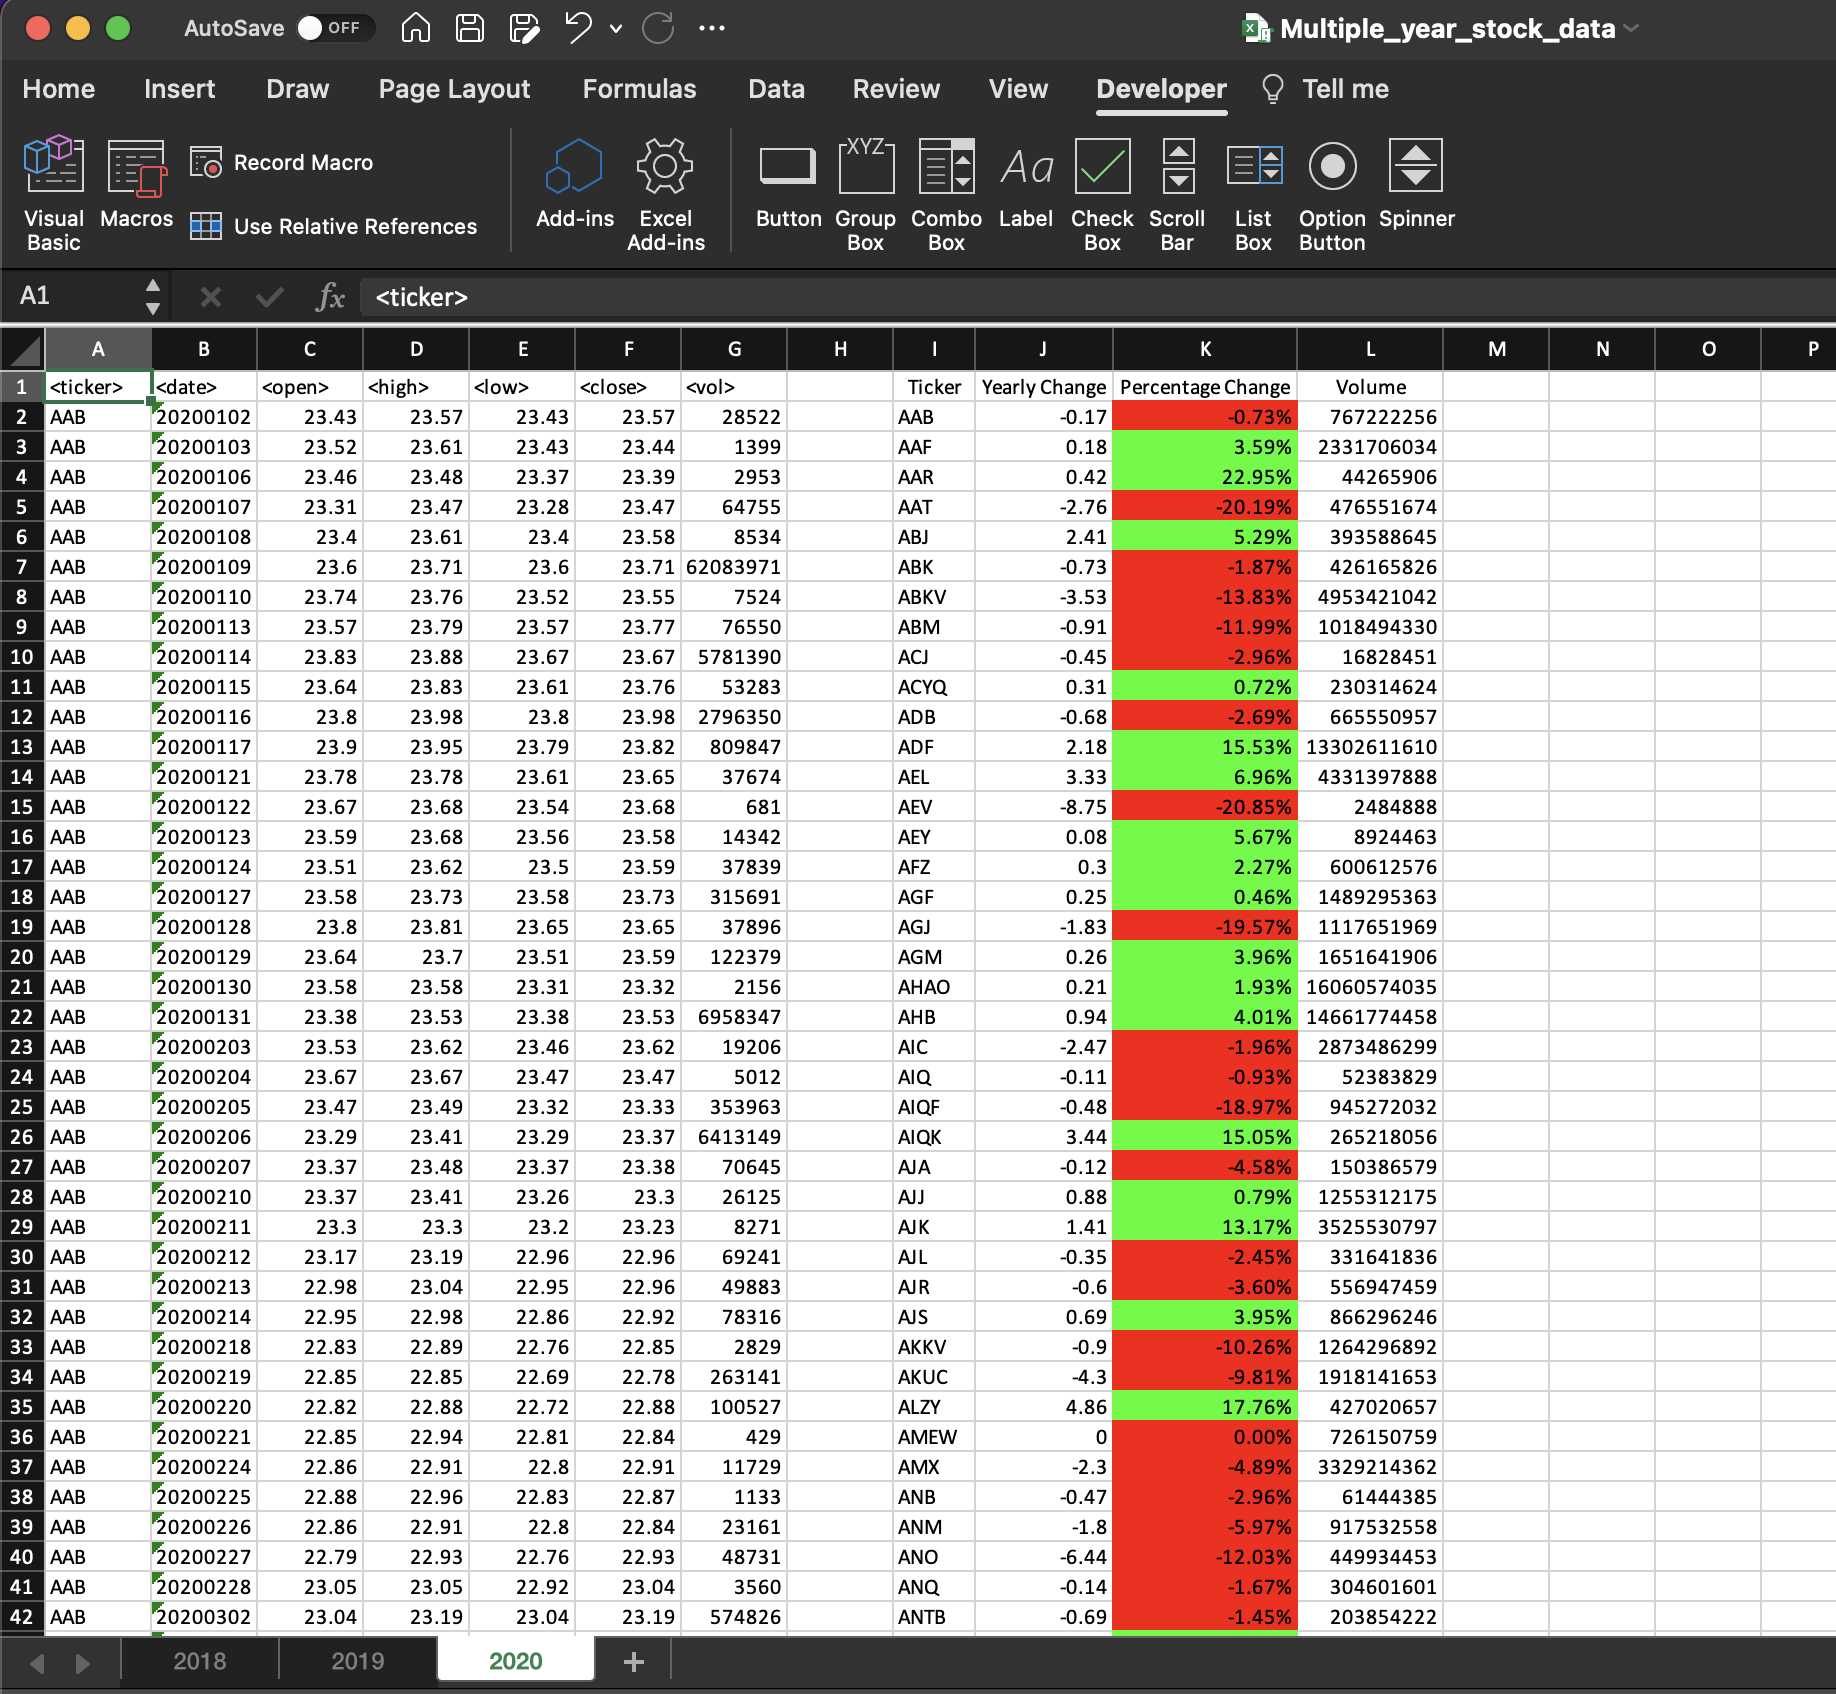 AutoSave OFF Multiple_year_stock_data
Home Insert Draw Page Layout Formulas Data Review View Developer Tell me
Visual Basic Macros Record Macro Use Relative References Add-ins Excel Add-ins Button XYZ Group Box Combo Box Aa Label Check Box Scroll Bar List Box Option Button Spinner
A1 fx <ticker>
A B C D E F G H I J K L M N O P
1 <ticker> <date> <open> <high> <low> <close> <vol> Ticker Yearly Change Percentage Change Volume
2 AAB 20200102 23.43 23.57 23.43 23.57 28522 AAB -0.17 -0.73% 767222256
3 AAB 20200103 23.52 23.61 23.43 23.44 1399 AAF 0.18 3.59% 2331706034
4 AAB 20200106 23.46 23.48 23.37 23.39 2953 AAR 0.42 22.95% 44265906
5 AAB 20200107 23.31 23.47 23.28 23.47 64755 AAT -2.76 -20.19% 476551674
6 AAB 20200108 23.4 23.61 23.4 23.58 8534 ABJ 2.41 5.29% 393588645
7 AAB 20200109 23.6 23.71 23.6 23.71 62083971 ABK -0.73 -1.87% 426165826
8 AAB 20200110 23.74 23.76 23.52 23.55 7524 ABKV -3.53 -13.83% 4953421042
9 AAB 20200113 23.57 23.79 23.57 23.77 76550 ABM -0.91 -11.99% 1018494330
10 AAB 20200114 23.83 23.88 23.67 23.67 5781390 ACJ -0.45 -2.96% 16828451
11 AAB 20200115 23.64 23.83 23.61 23.76 53283 ACYQ 0.31 0.72% 230314624
12 AAB 20200116 23.8 23.98 23.8 23.98 2796350 ADB -0.68 -2.69% 665550957
13 AAB 20200117 23.9 23.95 23.79 23.82 809847 ADF 2.18 15.53% 13302611610
14 AAB 20200121 23.78 23.78 23.61 23.65 37674 AEL 3.33 6.96% 4331397888
15 AAB 20200122 23.67 23.68 23.54 23.68 681 AEV -8.75 -20.85% 2484888
16 AAB 20200123 23.59 23.68 23.56 23.58 14342 AEY 0.08 5.67% 8924463
17 AAB 20200124 23.51 23.62 23.5 23.59 37839 AFZ 0.3 2.27% 600612576
18 AAB 20200127 23.58 23.73 23.58 23.73 315691 AGF 0.25 0.46% 1489295363
19 AAB 20200128 23.8 23.81 23.65 23.65 37896 AGJ -1.83 -19.57% 1117651969
20 AAB 20200129 23.64 23.7 23.51 23.59 122379 AGM 0.26 3.96% 1651641906
21 AAB 20200130 23.58 23.58 23.31 23.32 2156 AHAO 0.21 1.93% 16060574035
22 AAB 20200131 23.38 23.53 23.38 23.53 6958347 AHB 0.94 4.01% 14661774458
23 AAB 20200203 23.53 23.62 23.46 23.62 19206 AIC -2.47 -1.96% 2873486299
24 AAB 20200204 23.67 23.67 23.47 23.47 5012 AIQ -0.11 -0.93% 52383829
25 AAB 20200205 23.47 23.49 23.32 23.33 353963 AIQF -0.48 -18.97% 945272032
26 AAB 20200206 23.29 23.41 23.29 23.37 6413149 AIQK 3.44 15.05% 265218056
27 AAB 20200207 23.37 23.48 23.37 23.38 70645 AJA -0.12 -4.58% 150386579
28 AAB 20200210 23.37 23.41 23.26 23.3 26125 AJJ 0.88 0.79% 1255312175
29 AAB 20200211 23.3 23.3 23.2 23.23 8271 AJK 1.41 13.17% 3525530797
30 AAB 20200212 23.17 23.19 22.96 22.96 69241 AJL -0.35 -2.45% 331641836
31 AAB 20200213 22.98 23.04 22.95 22.96 49883 AJR -0.6 -3.60% 556947459
32 AAB 20200214 22.95 22.98 22.86 22.92 78316 AJS 0.69 3.95% 866296246
33 AAB 20200218 22.83 22.89 22.76 22.85 2829 AKKV -0.9 -10.26% 1264296892
34 AAB 20200219 22.85 22.85 22.69 22.78 263141 AKUC -4.3 -9.81% 1918141653
35 AAB 20200220 22.82 22.88 22.72 22.88 100527 ALZY 4.86 17.76% 427020657
36 AAB 20200221 22.85 22.94 22.81 22.84 429 AMEW 0 0.00% 726150759
37 AAB 20200224 22.86 22.91 22.8 22.91 11729 AMX -2.3 -4.89% 3329214362
38 AAB 20200225 22.88 22.96 22.83 22.87 1133 ANB -0.47 -2.96% 61444385
39 AAB 20200226 22.86 22.91 22.8 22.84 23161 ANM -1.8 -5.97% 917532558
40 AAB 20200227 22.79 22.93 22.76 22.93 48731 ANO -6.44 -12.03% 449934453
41 AAB 20200228 23.05 23.05 22.92 23.04 3560 ANQ -0.14 -1.67% 304601601
42 AAB 20200302 23.04 23.19 23.04 23.19 574826 ANTB -0.69 -1.45% 203854222
2018 2019 2020 +